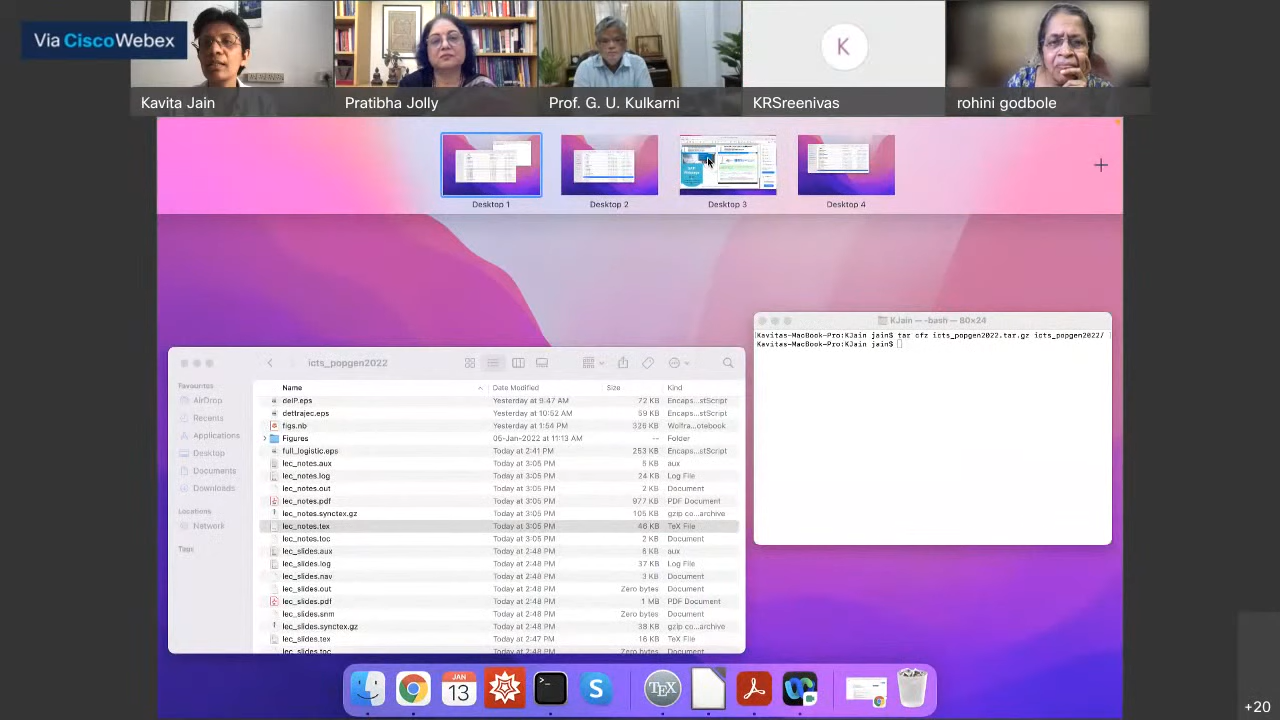 Via Cisco Webex
Kavita Jain
Pratibha Jolly
Prof. G. U. Kulkarni
K
KRSreenivas
rohini godbole
Desktop 1
Desktop 2
Desktop 3
Desktop 4
KJain — -bash — 80×24
Kavitas-MacBook-Pro:KJain jain$ tar cfz icts_popgen2022.tar.gz icts_popgen2022/
Kavitas-MacBook-Pro:KJain jain$
icts_popgen2022
Favourites
AirDrop
Recents
Applications
Desktop
Documents
Downloads
Locations
Network
Tags
Name Date Modified Size Kind
delP.eps Yesterday at 9:47 AM 72 KB Encaps...stScript
dettrajec.eps Yesterday at 10:52 AM 59 KB Encaps...stScript
figs.nb Yesterday at 1:54 PM 326 KB Wolfra...otebook
Figures 05-Jan-2022 at 11:13 AM -- Folder
full_logistic.eps Today at 2:41 PM 253 KB Encaps...stScript
lec_notes.aux Today at 3:05 PM 5 KB aux
lec_notes.log Today at 3:05 PM 24 KB Log File
lec_notes.out Today at 3:05 PM 2 KB Document
lec_notes.pdf Today at 3:05 PM 977 KB PDF Document
lec_notes.synctex.gz Today at 3:05 PM 105 KB gzip co...archive
lec_notes.tex Today at 3:05 PM 46 KB TeX File
lec_notes.toc Today at 3:05 PM 2 KB Document
lec_slides.aux Today at 2:48 PM 8 KB aux
lec_slides.log Today at 2:48 PM 37 KB Log File
lec_slides.nav Today at 2:48 PM 3 KB Document
lec_slides.out Today at 2:48 PM Zero bytes Document
lec_slides.pdf Today at 2:48 PM 1 MB PDF Document
lec_slides.snm Today at 2:48 PM Zero bytes Document
lec_slides.synctex.gz Today at 2:48 PM 38 KB gzip co...archive
lec_slides.tex Today at 2:47 PM 16 KB TeX File
lec_slides.toc Today at 2:48 PM Zero bytes Document
JAN
13
S
TEX
+20